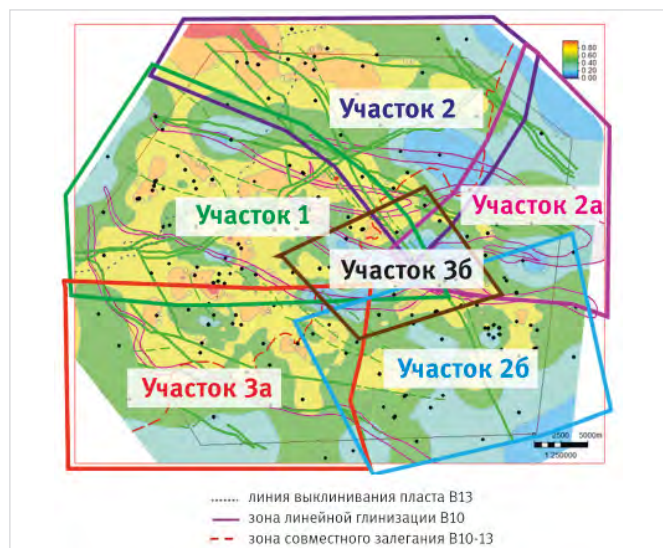 0.80
0.60
0.40
0.20
0.00
Участок 2
Участок 2а
Участок 1
Участок 3б
Участок 3а
Участок 2б
2500 5000m
1:250000
линия выклинивания пласта В13
зона линейной глинизации В10
зона совместного залегания В10-13